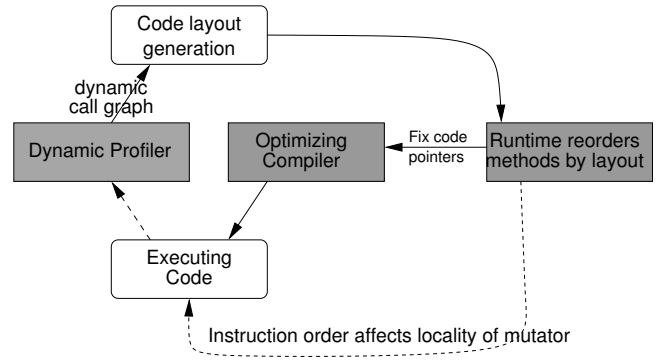 Code layout
generation
dynamic
call graph
Dynamic Profiler
Optimizing
Compiler
Fix code
pointers
Runtime reorders
methods by layout
Executing
Code
Instruction order affects locality of mutator